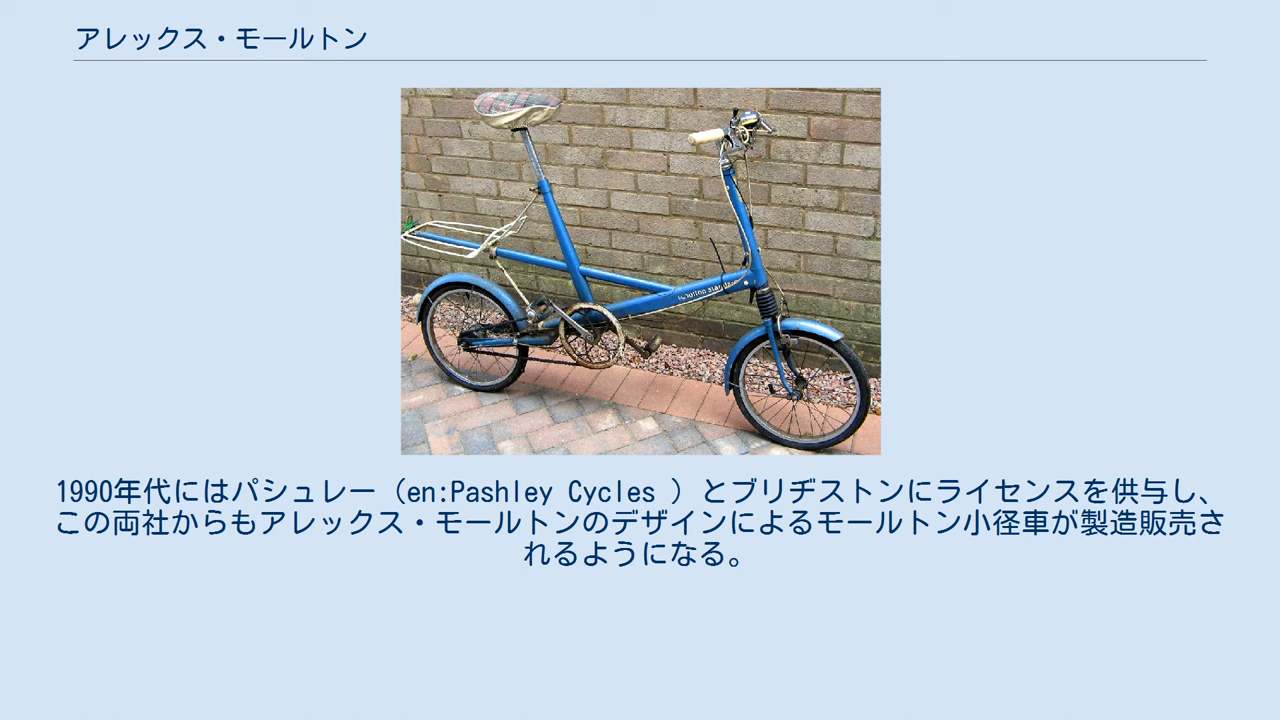 アレックス・モールトン
moulton standard
1990年代にはパシュレー（en:Pashley Cycles ）とブリヂストンにライセンスを供与し、
この両社からもアレックス・モールトンのデザインによるモールトン小径車が製造販売さ
れるようになる。